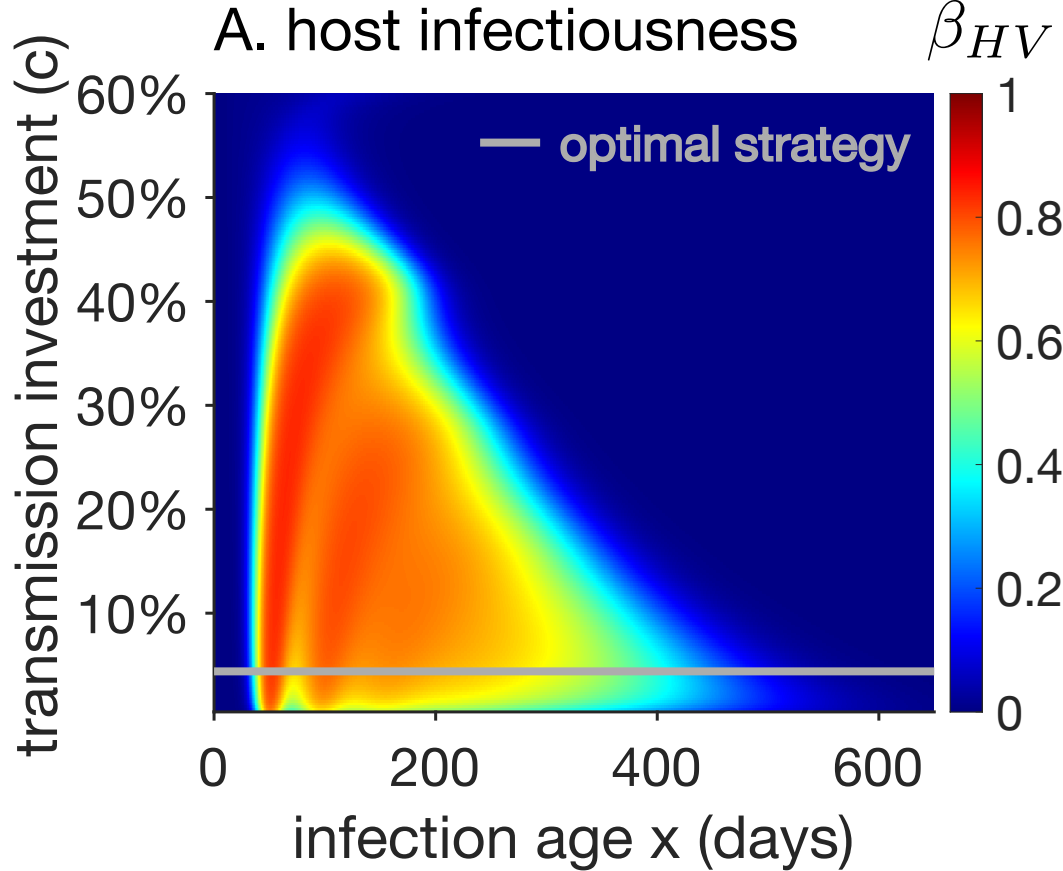 A. host infectiousness
β_HV
transmission investment (c)
60%
50%
40%
30%
20%
10%
optimal strategy
1
0.8
0.6
0.4
0.2
0
0 200 400 600
infection age x (days)